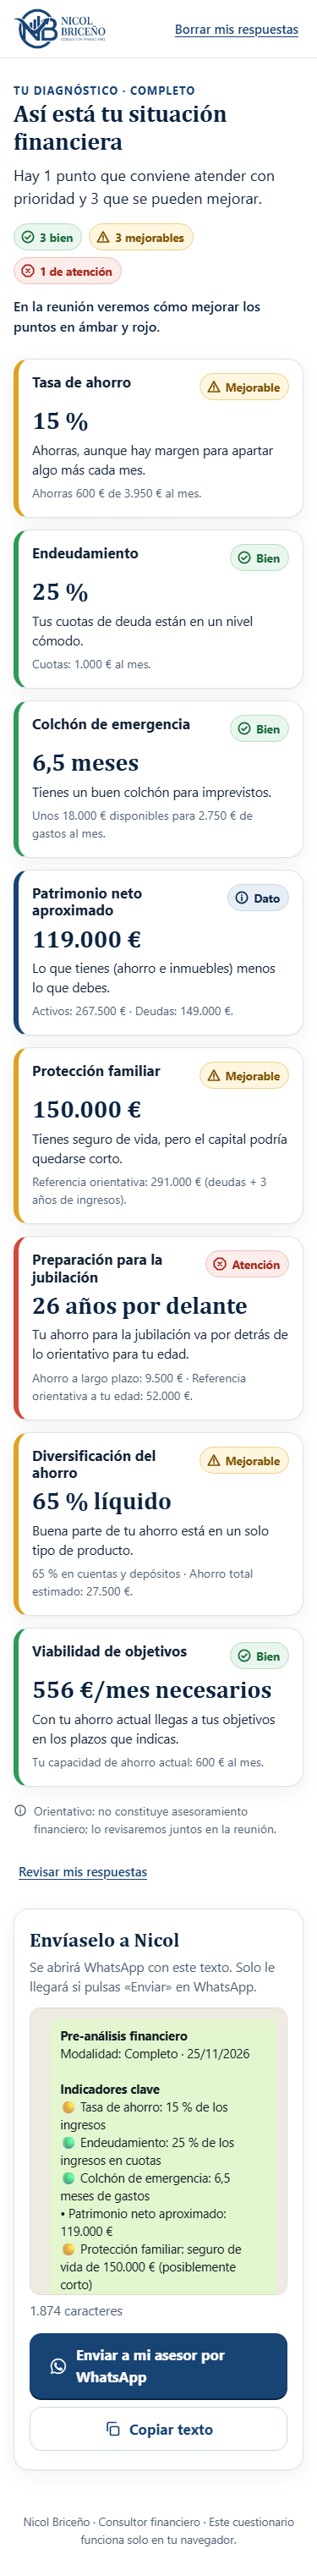 NICOL
BRICEÑO
CONSULTOR FINANCIERO
Borrar mis respuestas
TU DIAGNÓSTICO · COMPLETO
Así está tu situación
financiera
Hay 1 punto que conviene atender con
prioridad y 3 que se pueden mejorar.
3 bien
3 mejorables
1 de atención
En la reunión veremos cómo mejorar los
puntos en ámbar y rojo.
Tasa de ahorro
Mejorable
15 %
Ahorras, aunque hay margen para apartar
algo más cada mes.
Ahorras 600 € de 3.950 € al mes.
Endeudamiento
Bien
25 %
Tus cuotas de deuda están en un nivel
cómodo.
Cuotas: 1.000 € al mes.
Colchón de emergencia
Bien
6,5 meses
Tienes un buen colchón para imprevistos.
Unos 18.000 € disponibles para 2.750 € de
gastos al mes.
Patrimonio neto
aproximado
Dato
119.000 €
Lo que tienes (ahorro e inmuebles) menos
lo que debes.
Activos: 267.500 € · Deudas: 149.000 €.
Protección familiar
Mejorable
150.000 €
Tienes seguro de vida, pero el capital podría
quedarse corto.
Referencia orientativa: 291.000 € (deudas + 3
años de ingresos).
Preparación para la
jubilación
Atención
26 años por delante
Tu ahorro para la jubilación va por detrás de
lo orientativo para tu edad.
Ahorro a largo plazo: 9.500 € · Referencia
orientativa a tu edad: 52.000 €.
Diversificación del
ahorro
Mejorable
65 % líquido
Buena parte de tu ahorro está en un solo
tipo de producto.
65 % en cuentas y depósitos · Ahorro total
estimado: 27.500 €.
Viabilidad de objetivos
Bien
556 €/mes necesarios
Con tu ahorro actual llegas a tus objetivos
en los plazos que indicas.
Tu capacidad de ahorro actual: 600 € al mes.
Orientativo: no constituye asesoramiento
financiero; lo revisaremos juntos en la reunión.
Revisar mis respuestas
Envíaselo a Nicol
Se abrirá WhatsApp con este texto. Solo le
llegará si pulsas «Enviar» en WhatsApp.
Pre-análisis financiero
Modalidad: Completo · 25/11/2026
Indicadores clave
🟠 Tasa de ahorro: 15 % de los
ingresos
🟢 Endeudamiento: 25 % de los
ingresos en cuotas
🟢 Colchón de emergencia: 6,5
meses de gastos
• Patrimonio neto aproximado:
119.000 €
🟠 Protección familiar: seguro de
vida de 150.000 € (posiblemente
corto)
1.874 caracteres
Enviar a mi asesor por
WhatsApp
Copiar texto
Nicol Briceño · Consultor financiero · Este cuestionario
funciona solo en tu navegador.